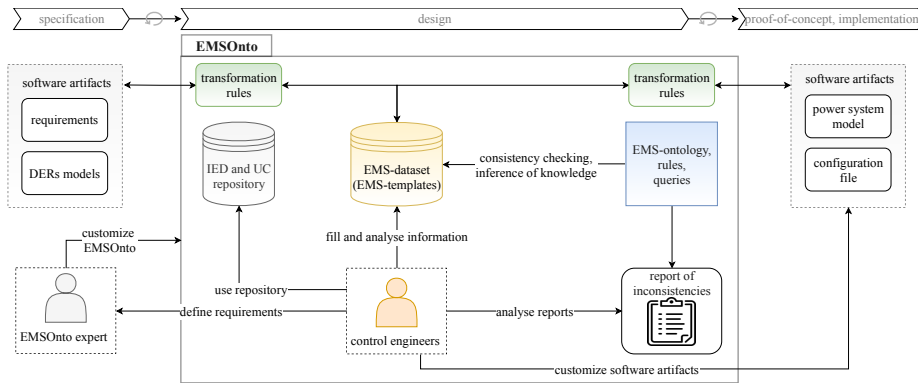 specification
design
proof-of-concept, implementation
EMSOnto
software artifacts
requirements
DERs models
transformation
rules
transformation
rules
software artifacts
power system
model
configuration
file
IED and UC
repository
EMS-dataset
(EMS-templates)
consistency checking,
inference of knowledge
EMS-ontology,
rules,
queries
customize
EMSOnto
fill and analyse information
use repository
define requirements
EMSOnto expert
control engineers
analyse reports
report of
inconsistencies
customize software artifacts